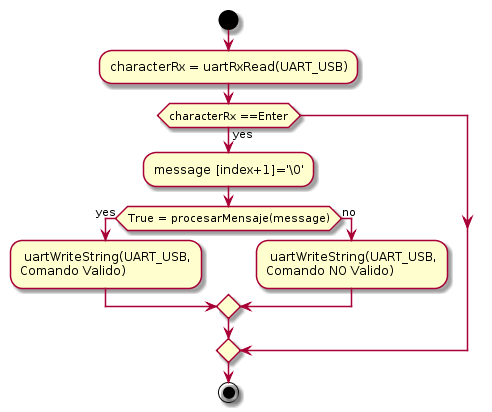 characterRx = uartRxRead(UART_USB)
characterRx ==Enter
yes
message [index+1]='\0'
yes
True = procesarMensaje(message)
no
uartWriteString(UART_USB,
Comando Valido)
uartWriteString(UART_USB,
Comando NO Valido)